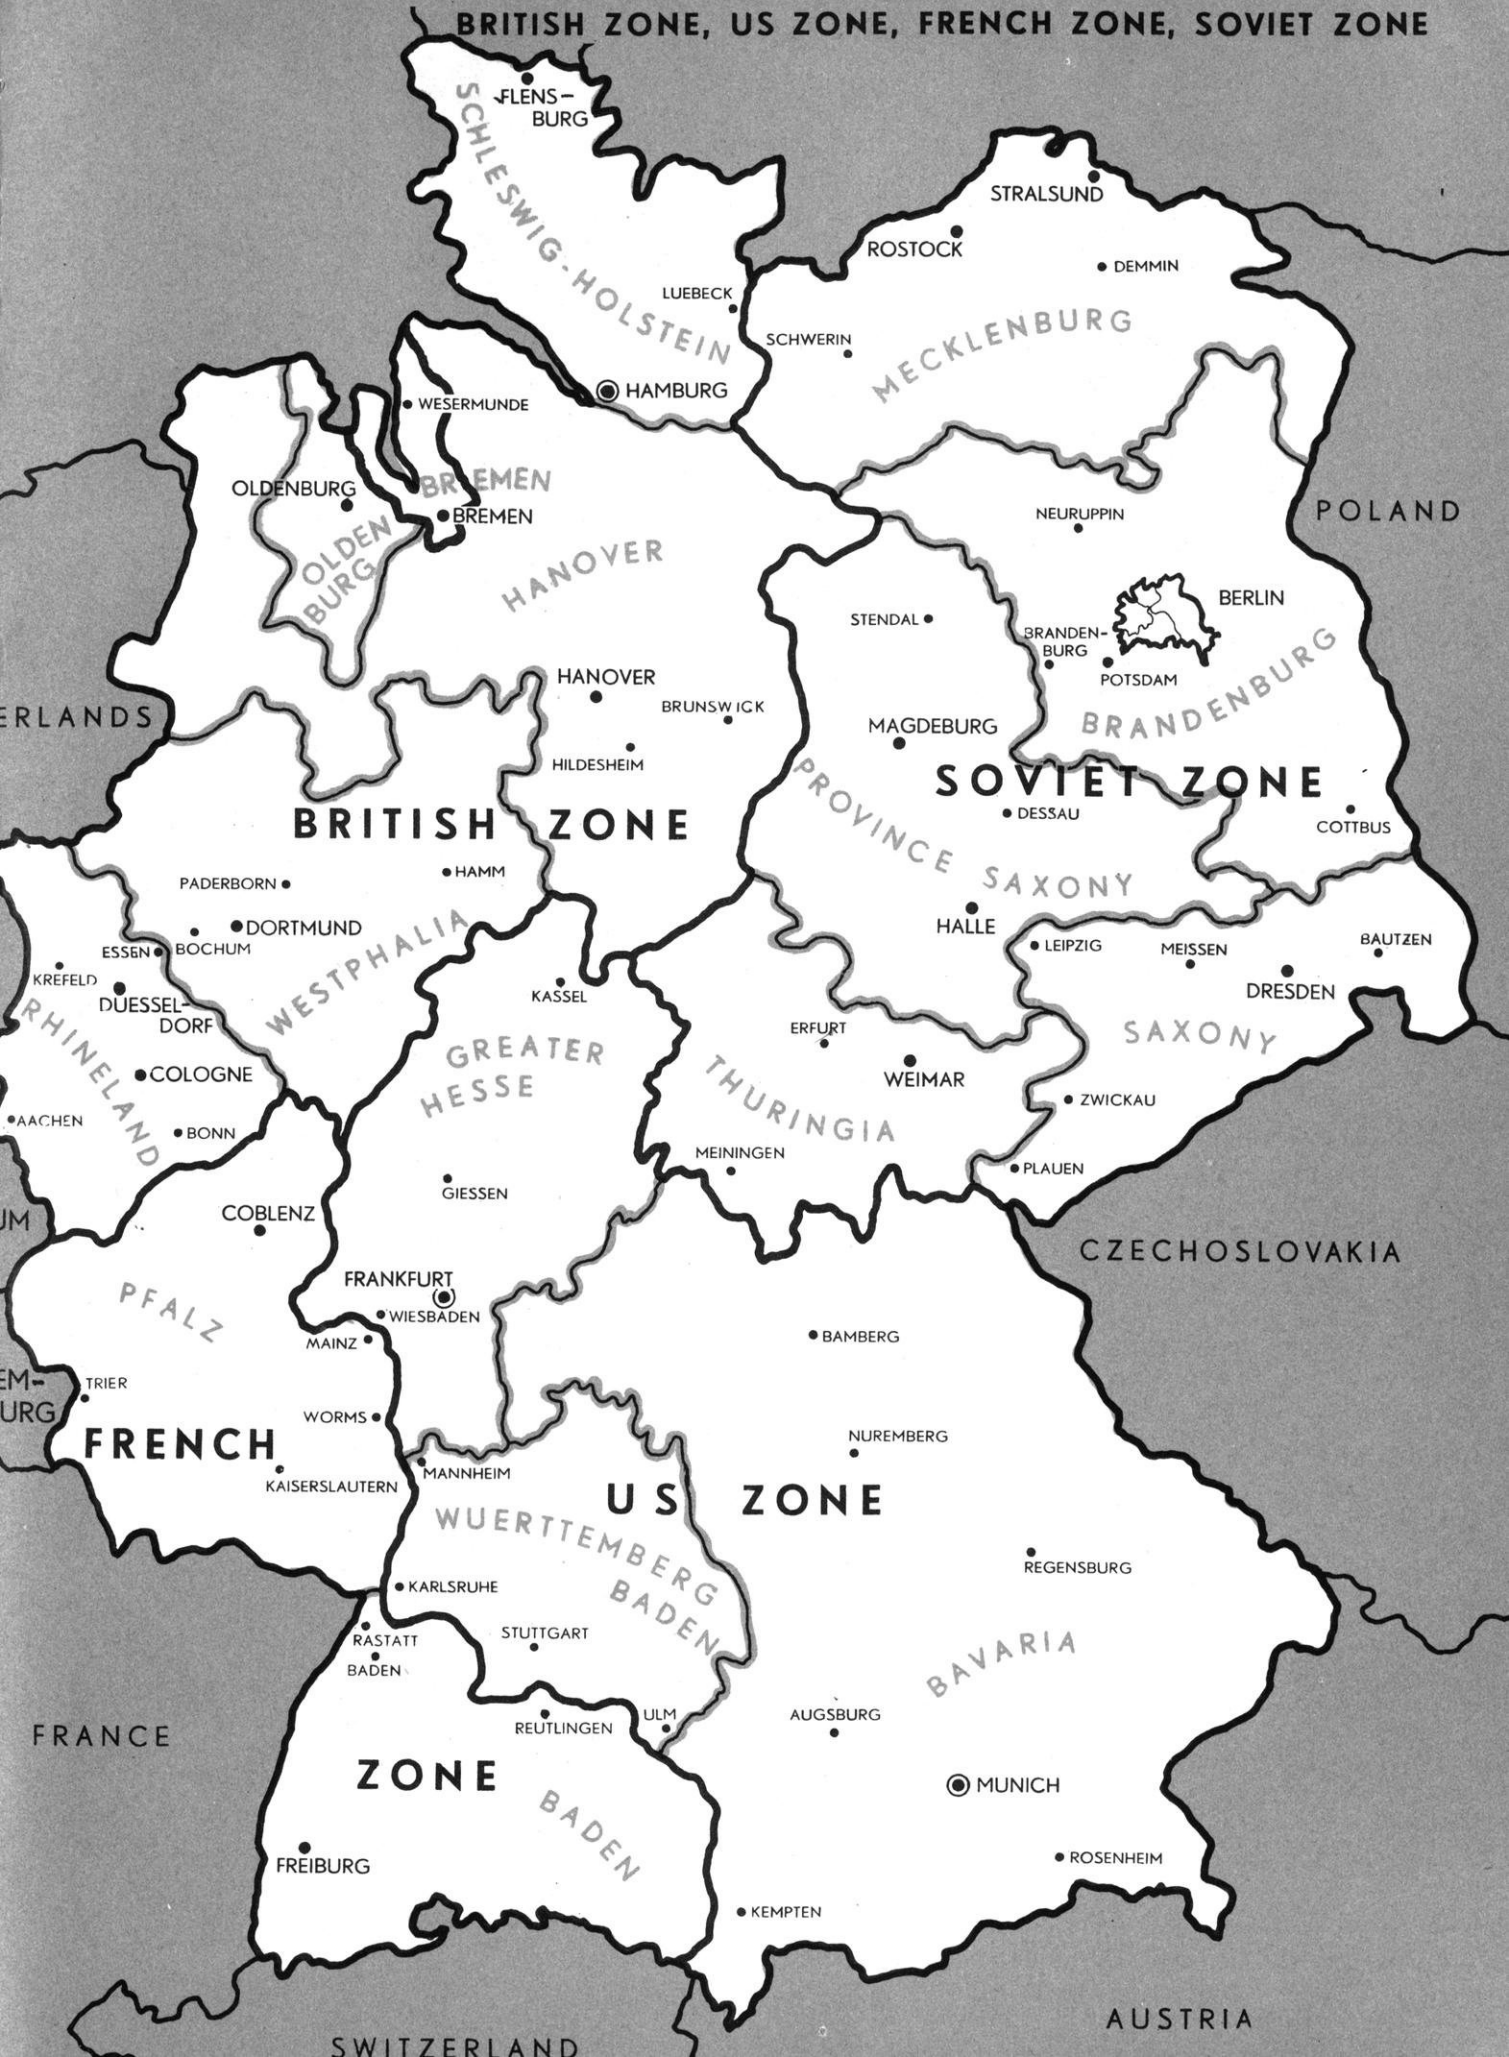 BRITISH ZONE, US ZONE, FRENCH ZONE, SOVIET ZONE
FLENS-
BURG
SCHLESWIG-HOLSTEIN
STRALSUND
ROSTOCK
DEMMIN
LUEBECK
SCHWERIN
MECKLENBURG
HAMBURG
WESERMUNDE
BREMEN
OLDENBURG
BREMEN
OLDEN
BURG
HANOVER
POLAND
NEURUPPIN
BERLIN
STENDAL
BRANDEN-
BURG
POTSDAM
BRANDENBURG
HANOVER
BRUNSWICK
HILDESHEIM
ERLANDS
MAGDEBURG
PROVINCE SAXONY
SOVIET ZONE
DESSAU
COTTBUS
BRITISH ZONE
HAMM
PADERBORN
DORTMUND
BOCHUM
ESSEN
KREFELD
DUESSEL-
DORF
WESTPHALIA
RHINELAND
COLOGNE
AACHEN
BONN
HALLE
LEIPZIG
MEISSEN
BAUTZEN
DRESDEN
SAXONY
KASSEL
GREATER
HESSE
ERFURT
WEIMAR
THURINGIA
ZWICKAU
MEININGEN
PLAUEN
GIESSEN
UM
COBLENZ
CZECHOSLOVAKIA
FRANKFURT
WIESBADEN
PFALZ
MAINZ
BAMBERG
EM-
URG
TRIER
WORMS
FRENCH
KAISERSLAUTERN
MANNHEIM
NUREMBERG
US ZONE
WUERTTEMBERG
BADEN
REGENSBURG
KARLSRUHE
STUTTGART
RASTATT
BADEN
BAVARIA
REUTLINGEN
ULM
AUGSBURG
FRANCE
ZONE
BADEN
MUNICH
FREIBURG
ROSENHEIM
KEMPTEN
AUSTRIA
SWITZERLAND